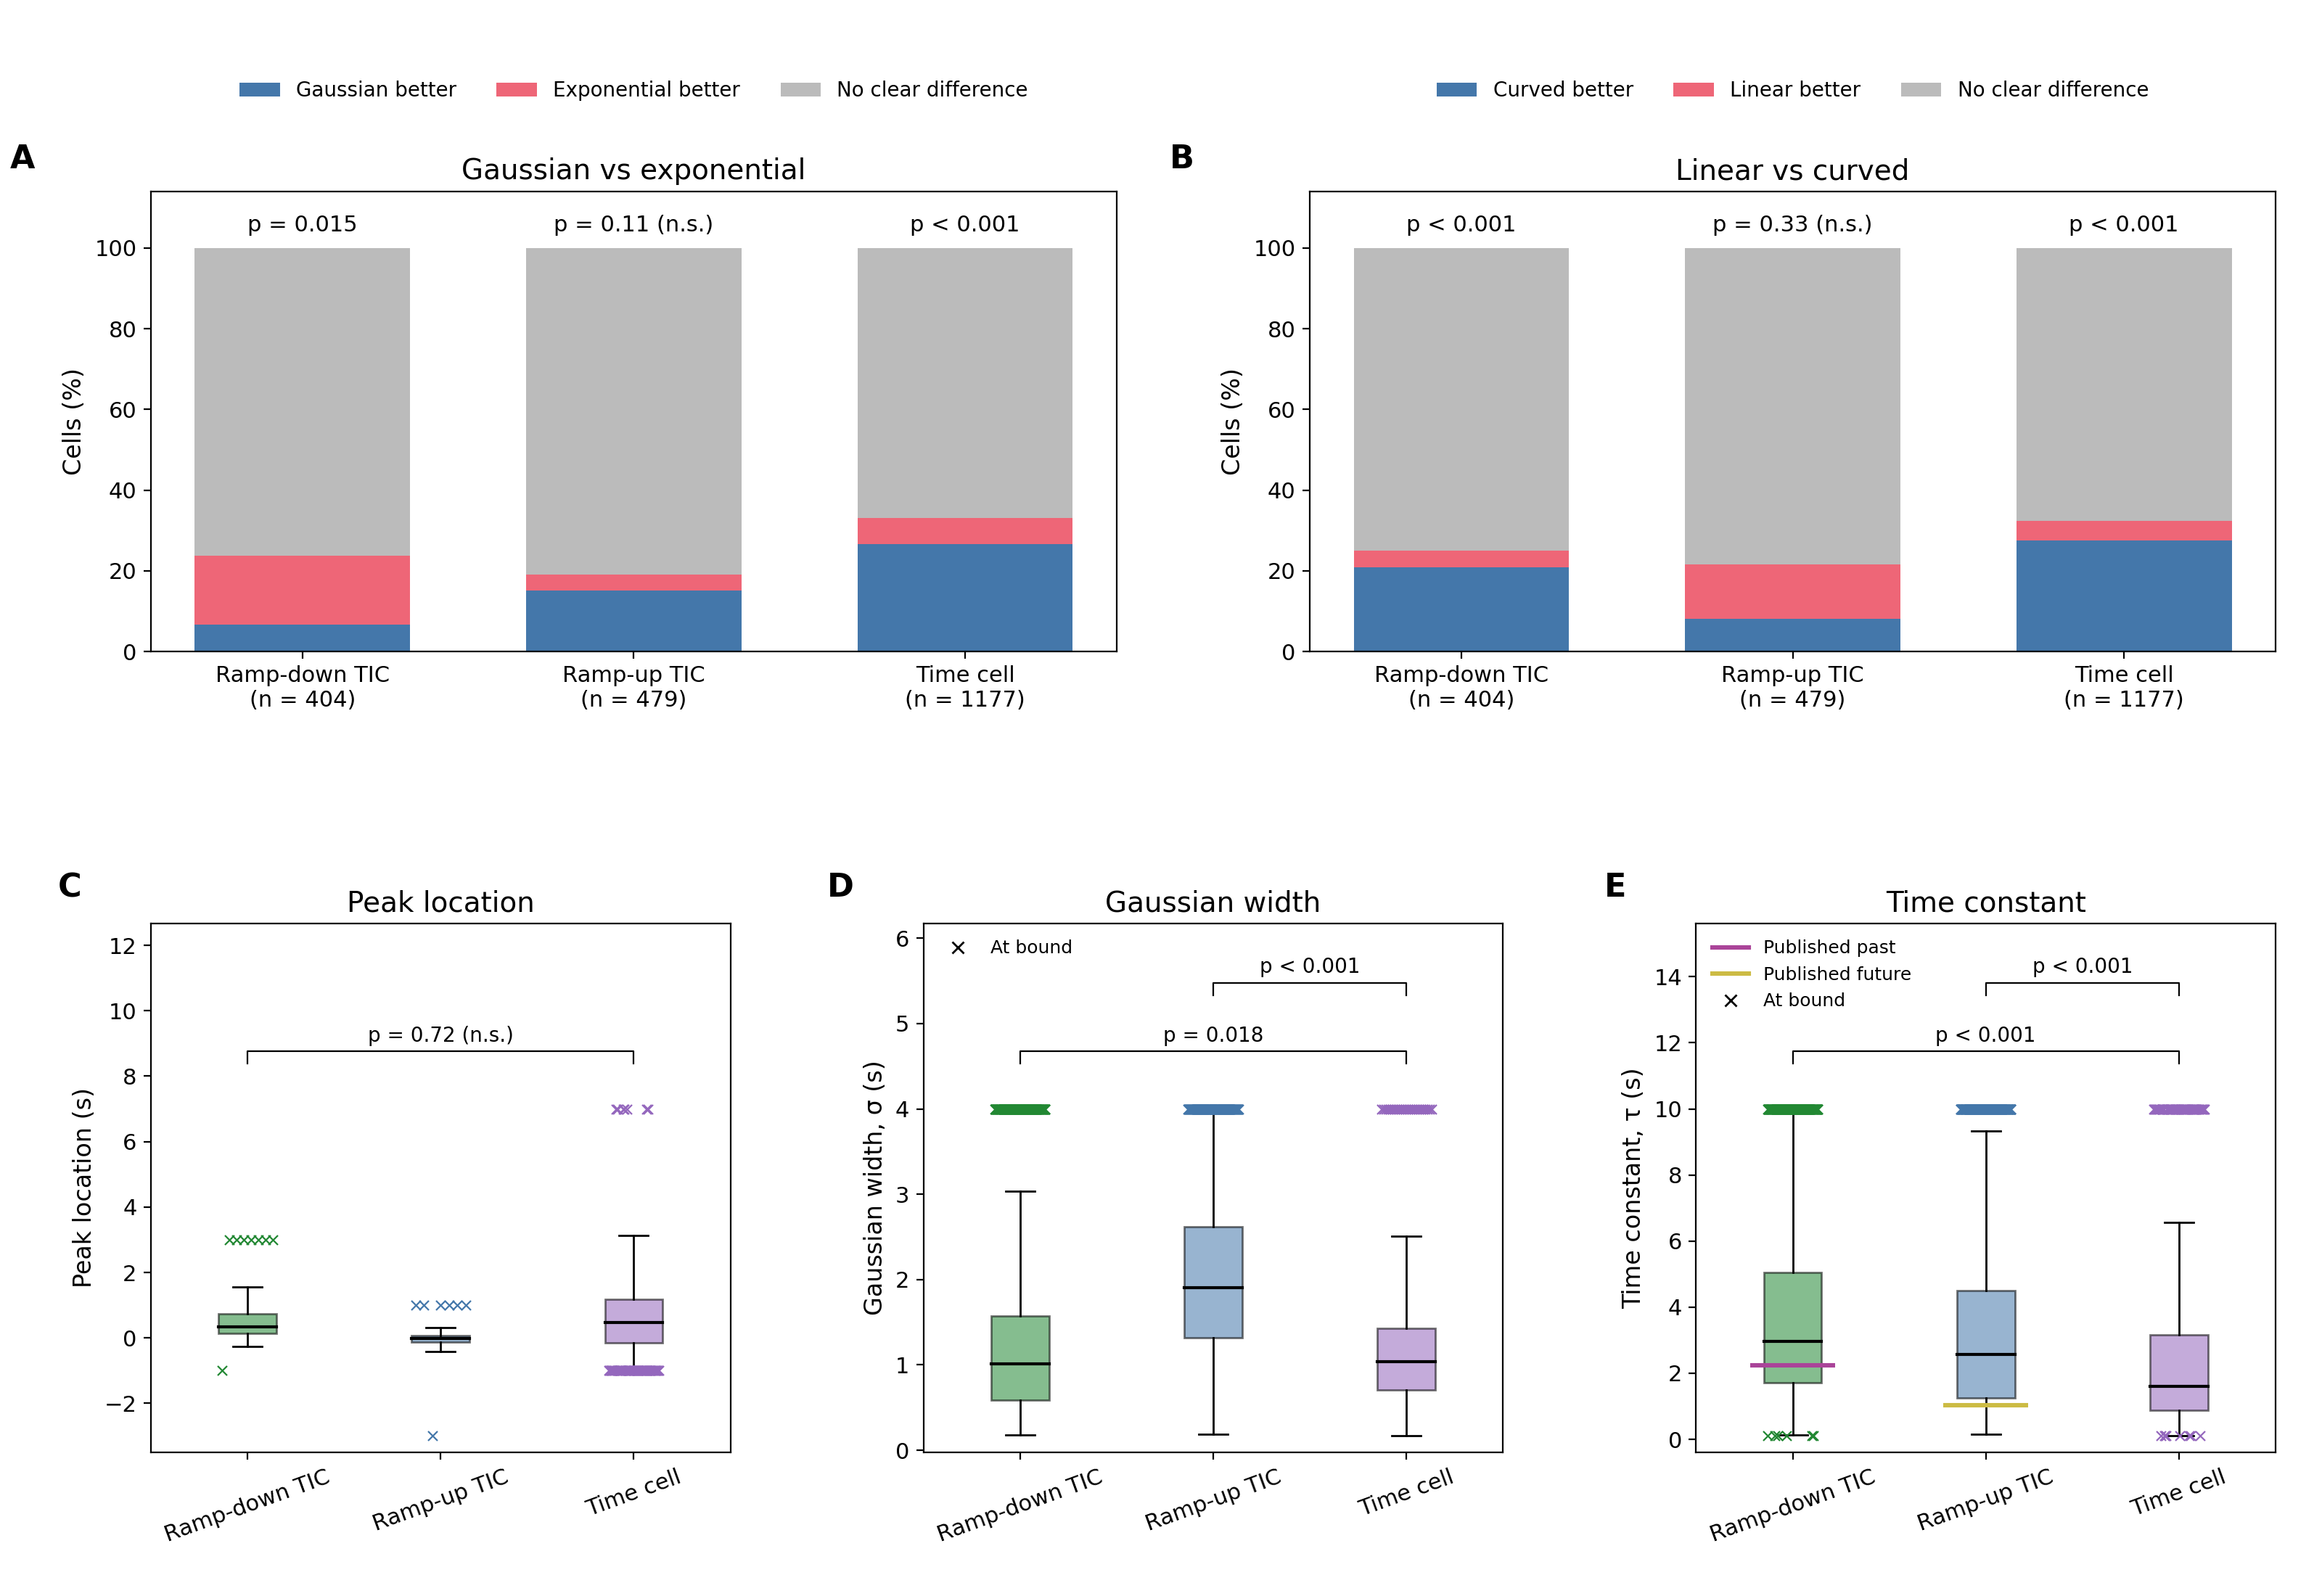 Gaussian better Exponential better No clear difference
Curved better Linear better No clear difference
A
Gaussian vs exponential
p = 0.015 p = 0.11 (n.s.) p < 0.001
100
80
60
40
20
0
Cells (%)
Ramp-down TIC Ramp-up TIC Time cell
(n = 404) (n = 479) (n = 1177)
B
Linear vs curved
p < 0.001 p = 0.33 (n.s.) p < 0.001
100
80
60
40
20
0
Cells (%)
Ramp-down TIC Ramp-up TIC Time cell
(n = 404) (n = 479) (n = 1177)
C
Peak location
12
10
8
6
4
2
0
−2
Peak location (s)
p = 0.72 (n.s.)
Ramp-down TIC Ramp-up TIC Time cell
D
Gaussian width
At bound
p < 0.001
p = 0.018
6
5
4
3
2
1
0
Gaussian width, σ (s)
Ramp-down TIC Ramp-up TIC Time cell
E
Time constant
Published past
Published future
At bound
p < 0.001
p < 0.001
14
12
10
8
6
4
2
0
Time constant, τ (s)
Ramp-down TIC Ramp-up TIC Time cell